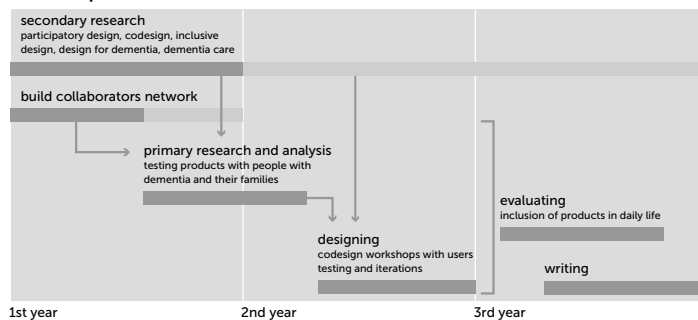 secondary research
participatory design, codesign, inclusive
design, design for dementia, dementia care
build collaborators network
primary research and analysis
testing products with people with
dementia and their families
evaluating
inclusion of products in daily life
designing
codesign workshops with users
testing and iterations
writing
1st year
2nd year
3rd year